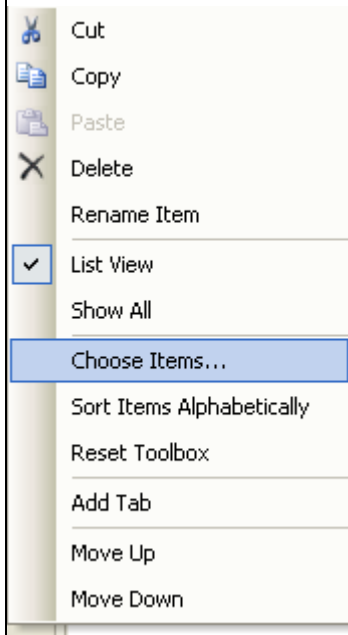 Cut
Copy
Paste
Delete
Rename Item
List View
Show All
Choose Items...
Sort Items Alphabetically
Reset Toolbox
Add Tab
Move Up
Move Down